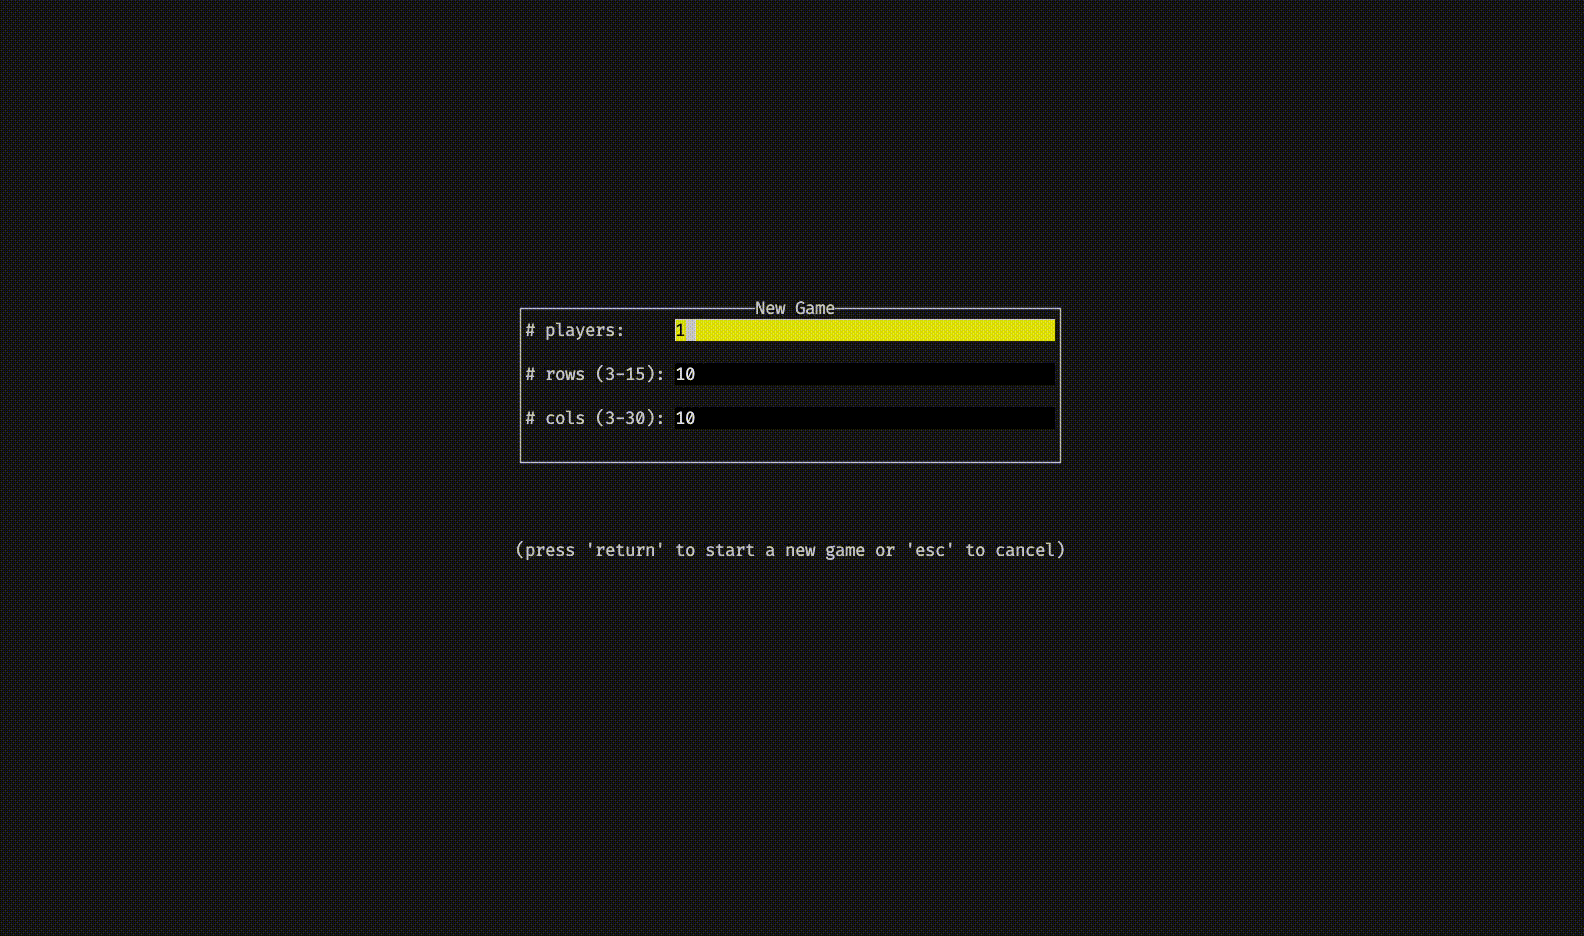 New Game
# players: 1
# rows (3-15): 10
# cols (3-30): 10
(press 'return' to start a new game or 'esc' to cancel)